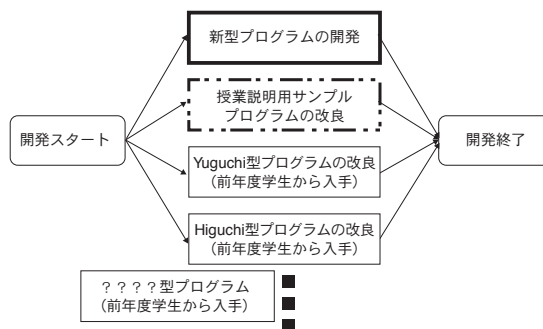 新型プログラムの開発
授業説明用サンプル
プログラムの改良
開発スタート
開発終了
Yuguchi型プログラムの改良
（前年度学生から入手）
Higuchi型プログラムの改良
（前年度学生から入手）
？？？？型プログラム
（前年度学生から入手）